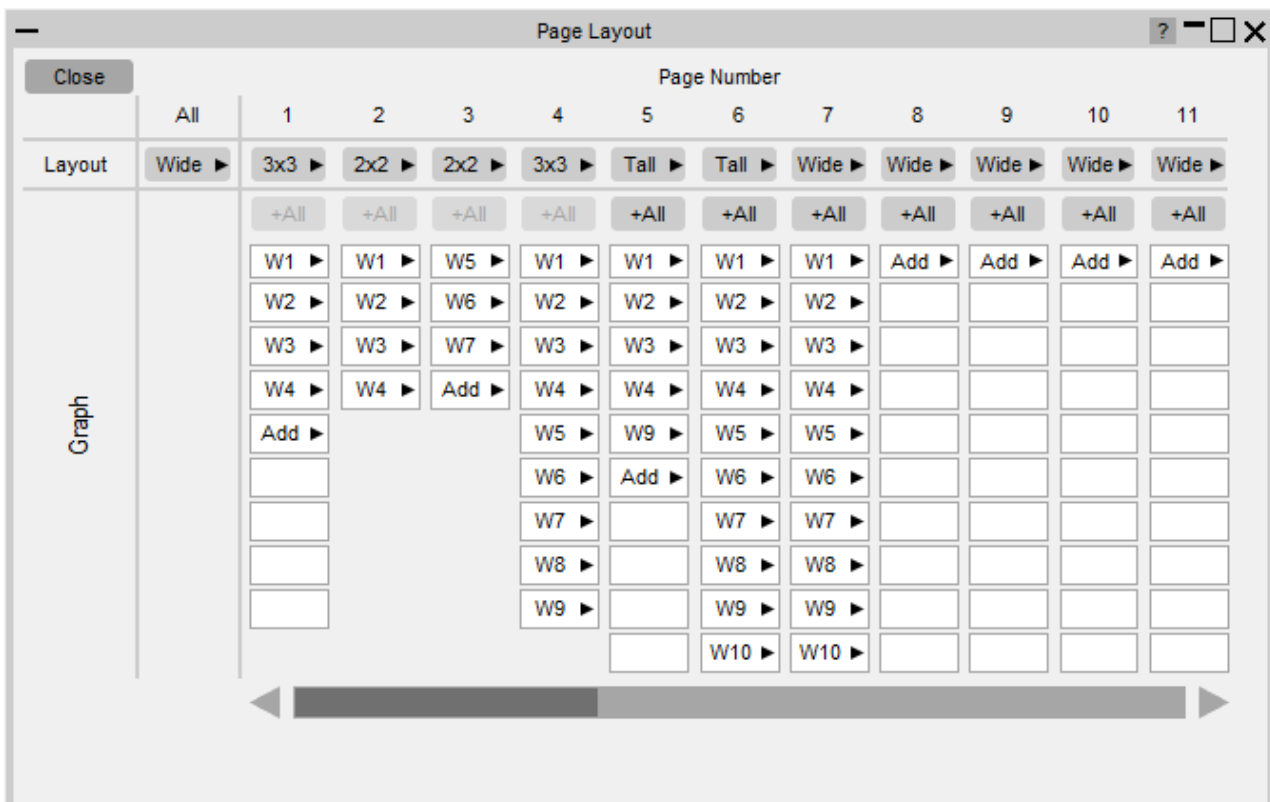 Page Layout ?
Close Page Number
All 1 2 3 4 5 6 7 8 9 10 11
Layout Wide 3x3 2x2 2x2 3x3 Tall Tall Wide Wide Wide Wide Wide
+All +All +All +All +All +All +All +All +All +All +All
W1 W1 W5 W1 W1 W1 W1 Add Add Add Add
W2 W2 W6 W2 W2 W2 W2
W3 W3 W7 W3 W3 W3 W3
W4 W4 Add W4 W4 W4 W4
Graph
Add W5 W9 W5 W5
W6 Add W6 W6
W7 W7 W7
W8 W8 W8
W9 W9 W9
W10 W10